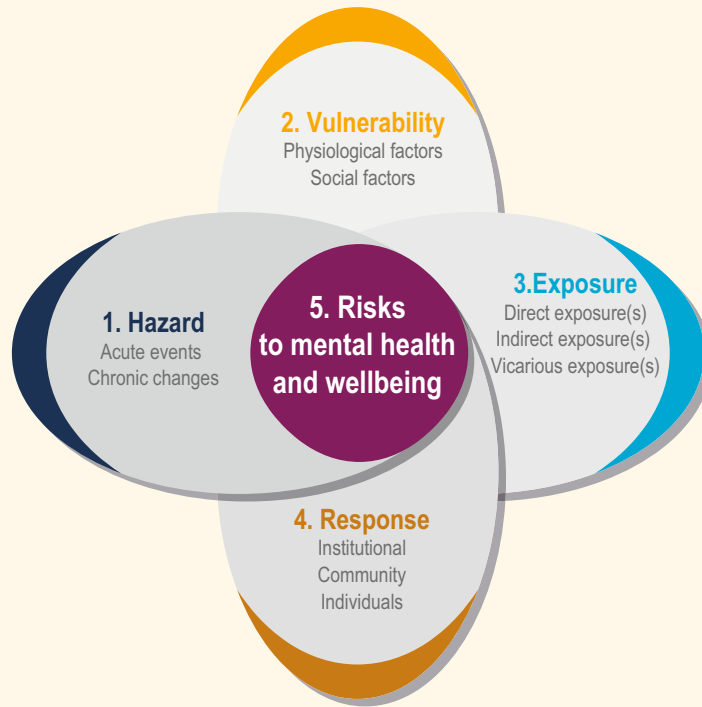 2. Vulnerability
Physiological factors
Social factors
1. Hazard
Acute events
Chronic changes
5. Risks
to mental health
and wellbeing
3.Exposure
Direct exposure(s)
Indirect exposure(s)
Vicarious exposure(s)
4. Response
Institutional
Community
Individuals